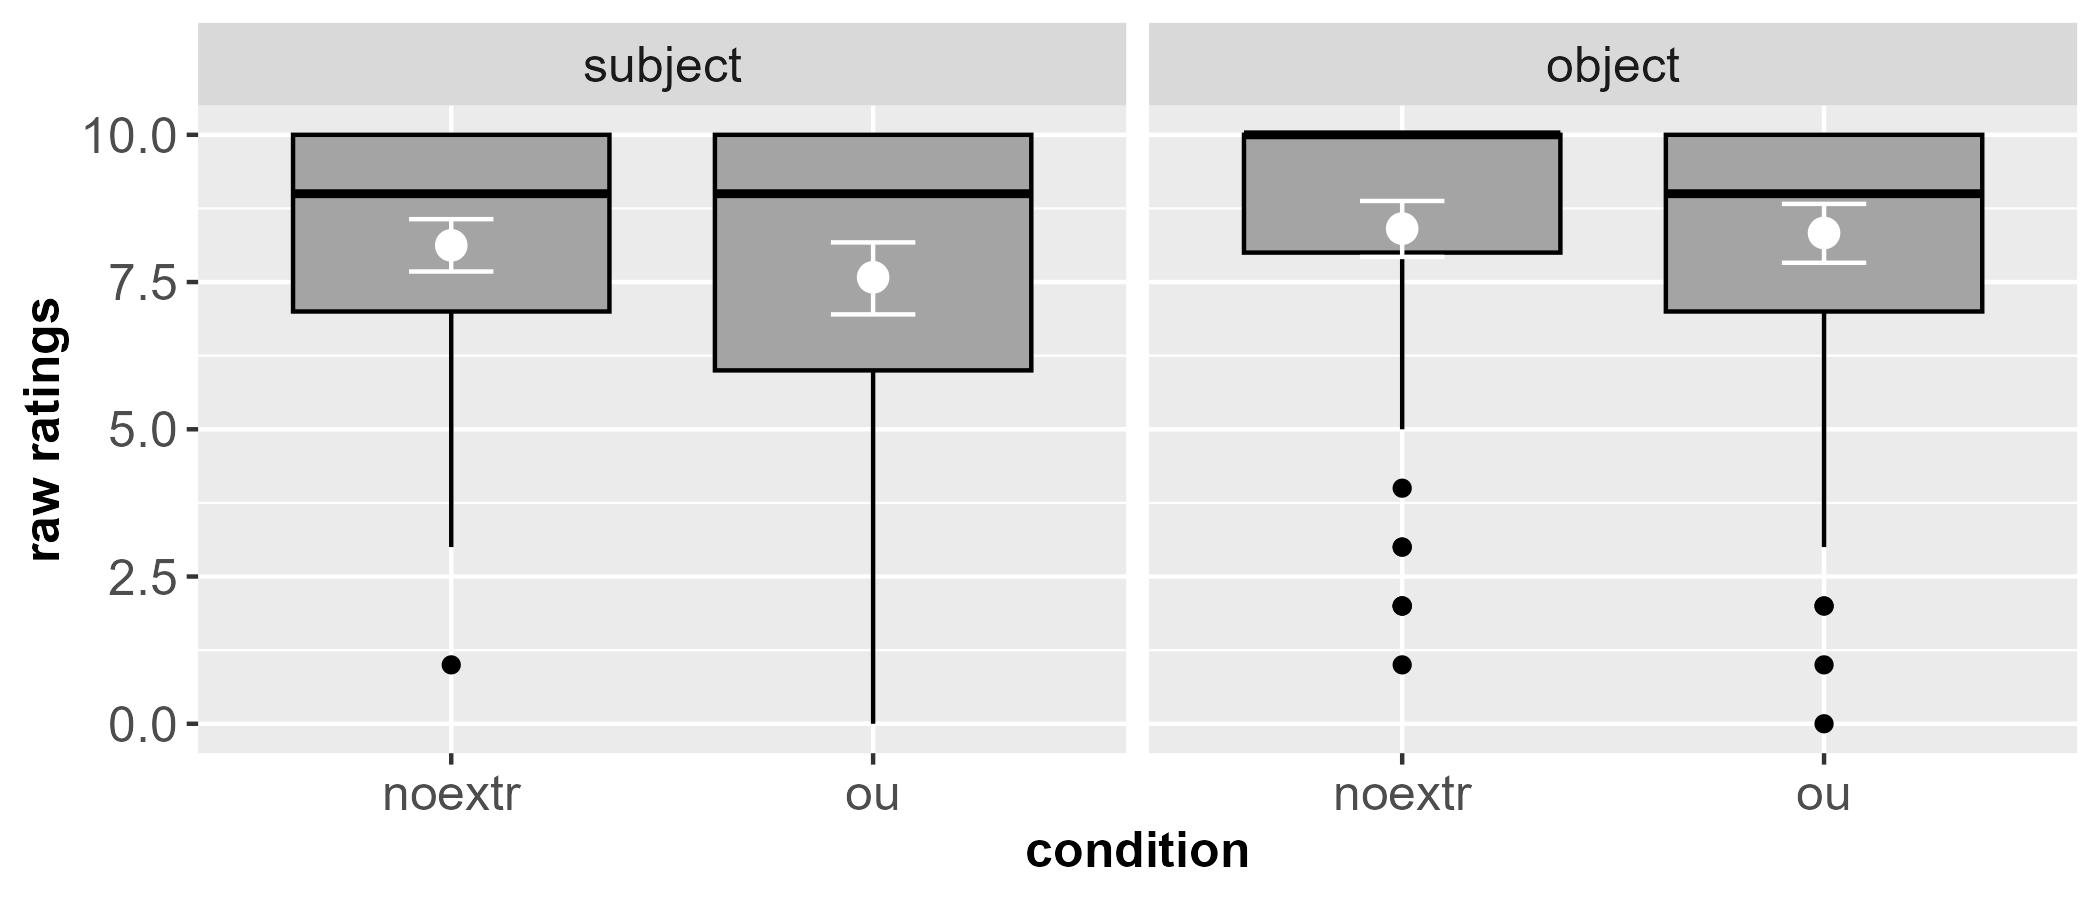 subject
object
raw ratings
10.0
7.5
5.0
2.5
0.0
noextr
ou
noextr
ou
condition